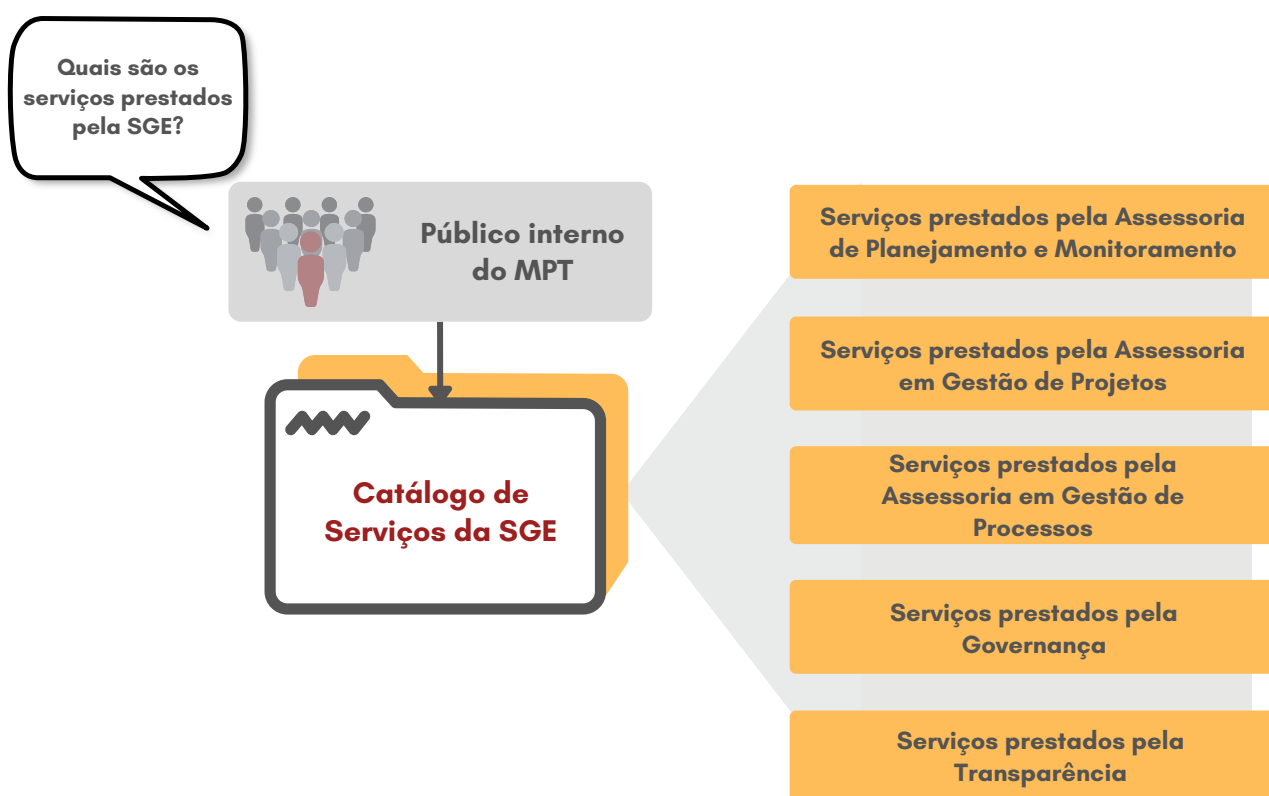 Quais são os
serviços prestados
pela SGE?
Público interno
do MPT
Catálogo de
Serviços da SGE
Serviços prestados pela Assessoria
de Planejamento e Monitoramento
Serviços prestados pela Assessoria
em Gestão de Projetos
Serviços prestados pela
Assessoria em Gestão de
Processos
Serviços prestados pela
Governança
Serviços prestados pela
Transparência